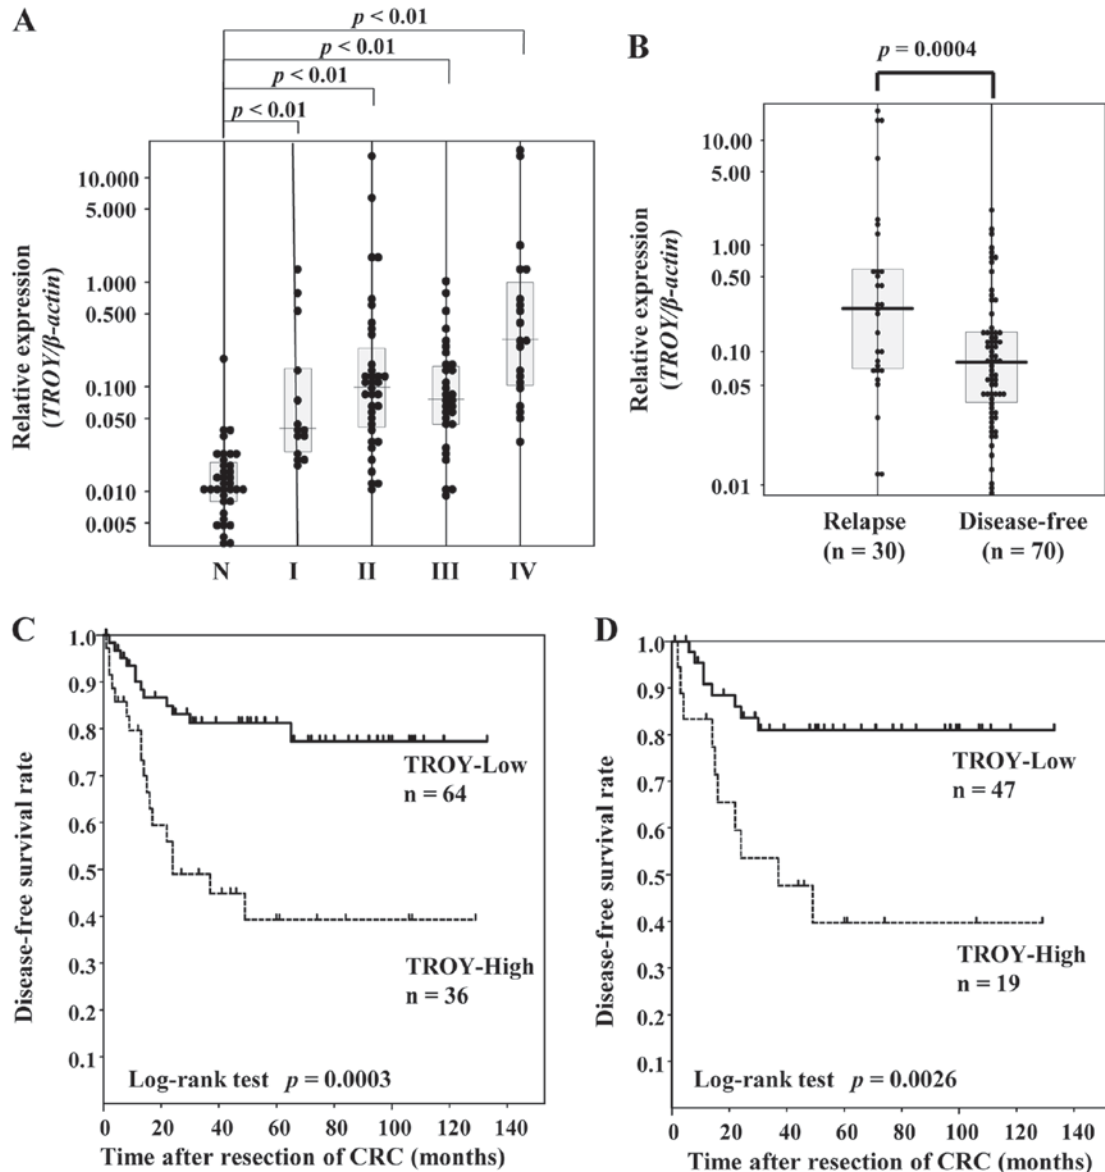 A
p < 0.01
p < 0.01
p < 0.01
p < 0.01
Relative expression
(TROY/β-actin)
10.000
5.000
1.000
0.500
0.100
0.050
0.010
0.005
N I II III IV
B
p = 0.0004
Relative expression
(TROY/β-actin)
10.00
5.00
1.00
0.50
0.10
0.05
0.01
Relapse Disease-free
(n = 30) (n = 70)
C
Disease-free survival rate
1.0
0.9
0.8
0.7
0.6
0.5
0.4
0.3
0.2
0.1
TROY-Low
n = 64
TROY-High
n = 36
Log-rank test p = 0.0003
0 20 40 60 80 100 120 140
Time after resection of CRC (months)
D
Disease-free survival rate
1.0
0.9
0.8
0.7
0.6
0.5
0.4
0.3
0.2
0.1
TROY-Low
n = 47
TROY-High
n = 19
Log-rank test p = 0.0026
0 20 40 60 80 100 120 140
Time after resection of CRC (months)